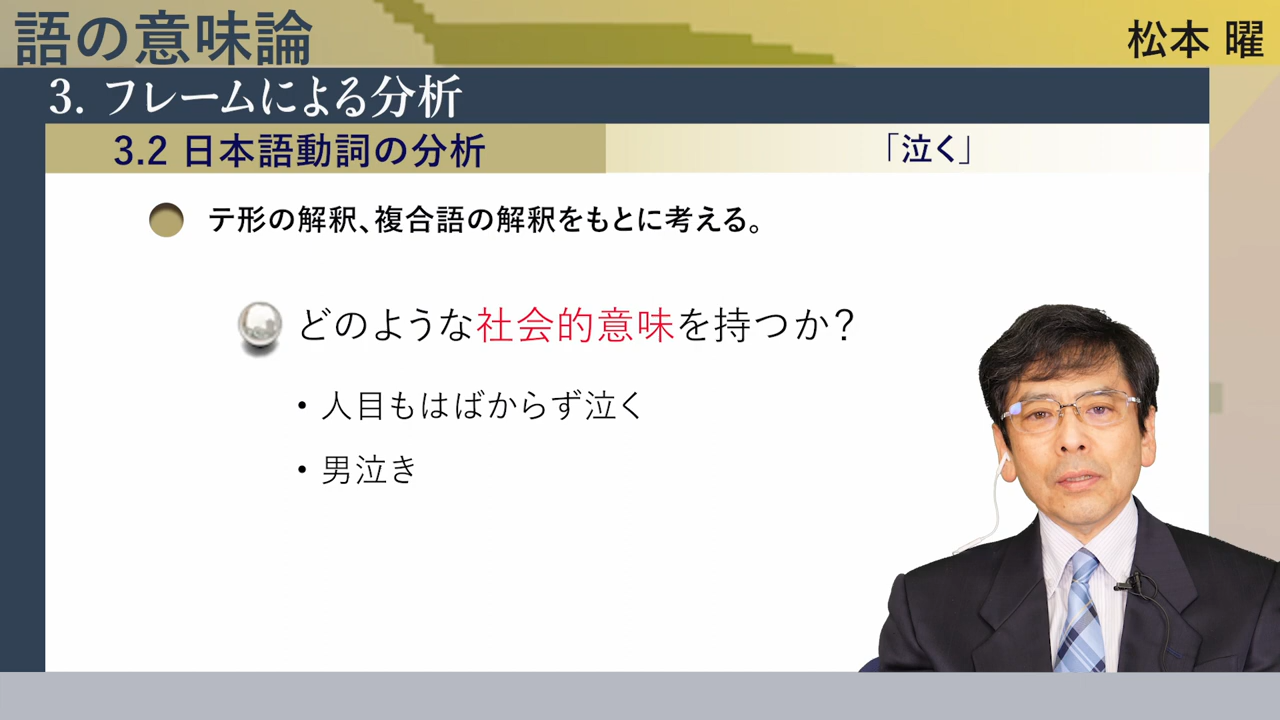 語の意味論
松本 曜
3. フレームによる分析
3.2 日本語動詞の分析
「泣く」
テ形の解釈、複合語の解釈をもとに考える。
どのような社会的意味を持つか?
・人目もはばからず泣く
・男泣き